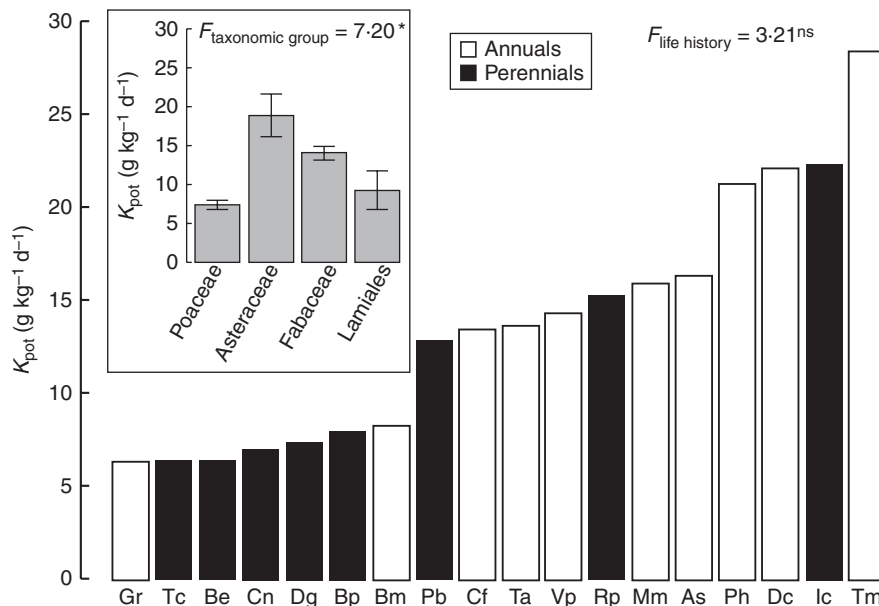 30
25
20
15
10
5
0
K_pot (g kg⁻¹ d⁻¹)
F_taxonomic group = 7·20*
30
25
20
15
10
5
0
K_pot (g kg⁻¹ d⁻¹)
Poaceae
Asteraceae
Fabaceae
Lamiales
Annuals
Perennials
F_life history = 3·21ⁿˢ
Gr Tc Be Cn Dg Bp Bm Pb Cf Ta Vp Rp Mm As Ph Dc Ic Tm